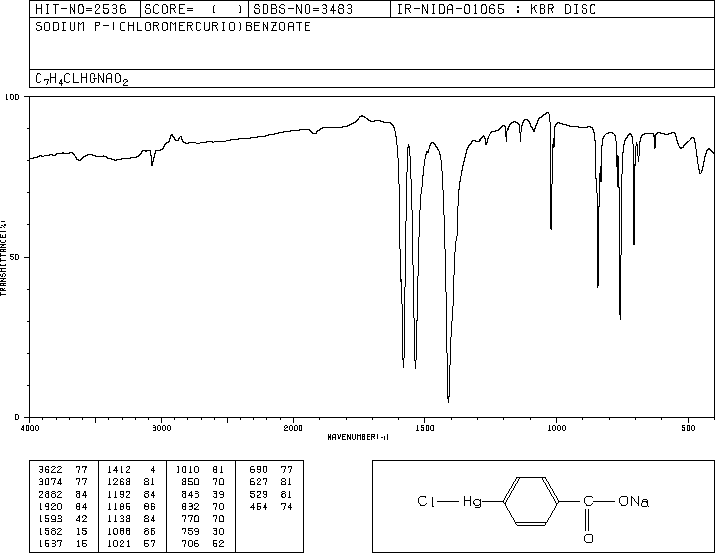 HIT-NO=2536 SCORE= ( ) SDBS-NO=3483 IR-NIDA-01065 : KBR DISC
SODIUM P-(CHLOROMERCURIO)BENZOATE
C7H4CLHGNAO2
100
50
0
TRANSMITTANCE(%)
4000 3000 2000 1500 1000 500
WAVENUMBER(-1)
3622 77 1412 4 1010 81 690 77
3074 77 1268 81 850 70 627 81
2882 84 1192 84 843 39 529 81
1920 84 1186 86 832 70 454 74
1593 42 1138 84 770 70
1582 15 1088 86 759 30
1537 15 1021 57 706 52
Cl Hg C ONa
O